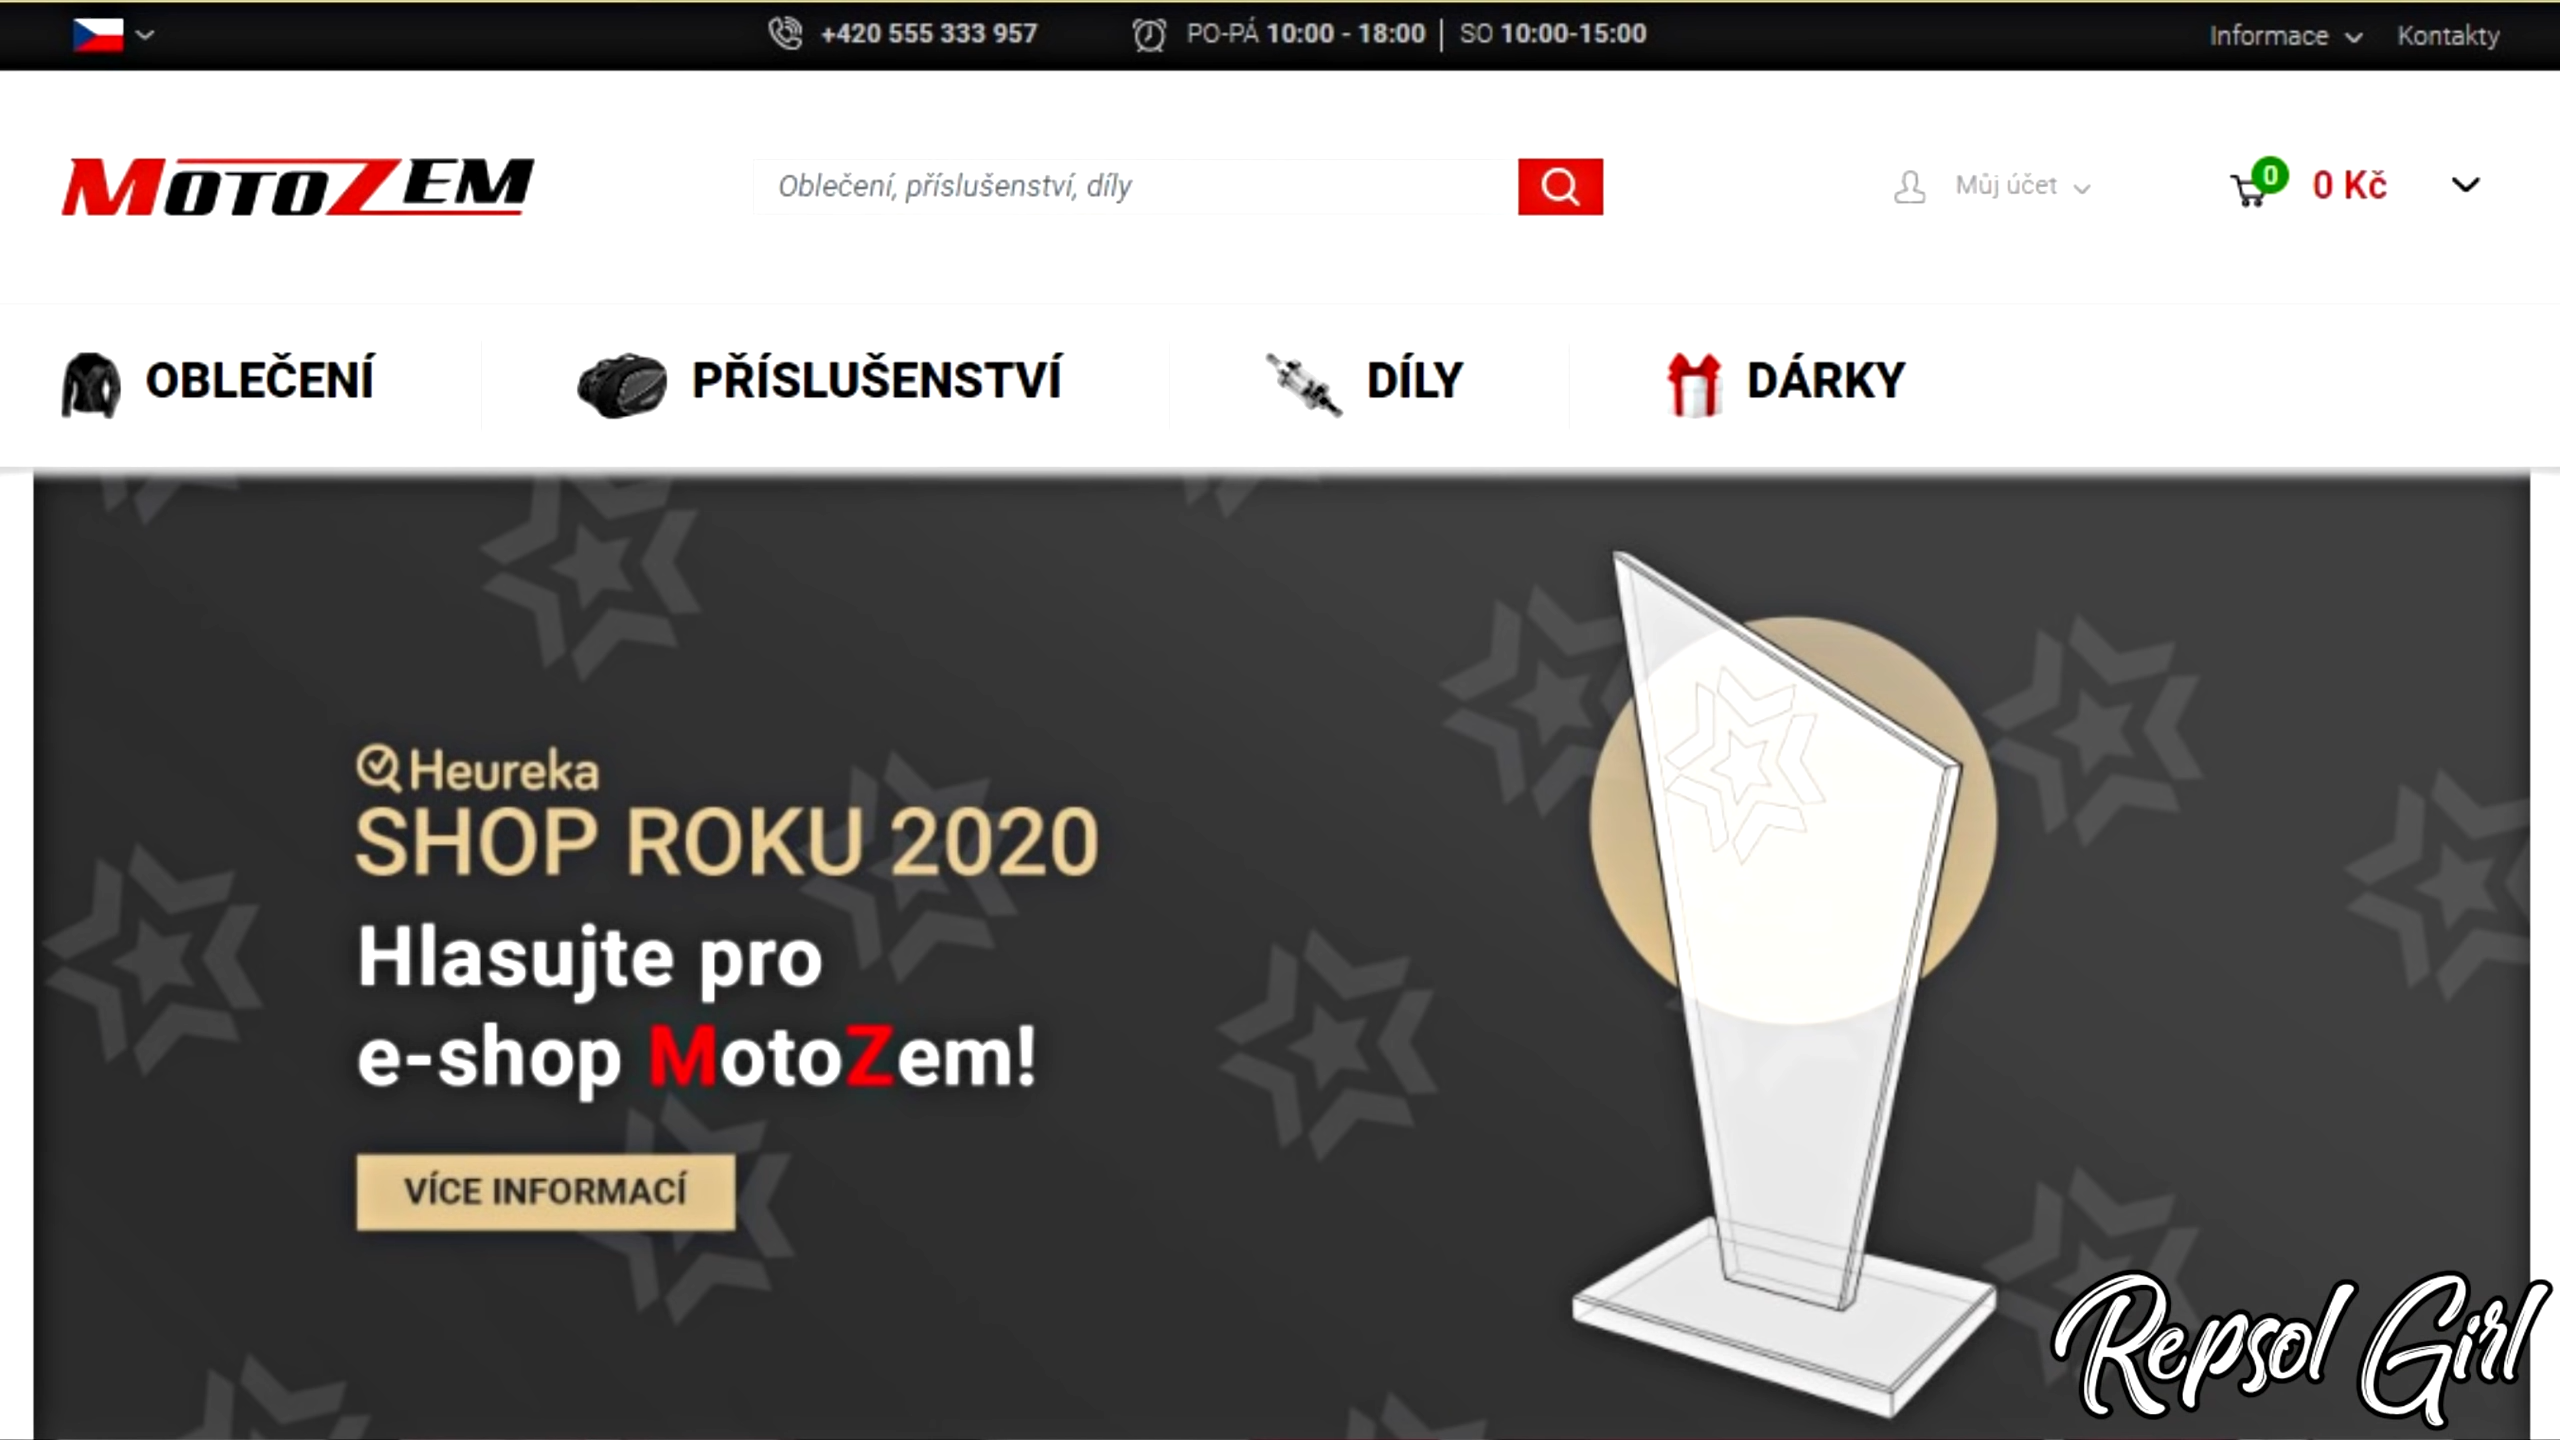 +420 555 333 957
PO-PÁ 10:00 - 18:00 | SO 10:00-15:00
Informace
Kontakty
MOTOZEM
Oblečení, příslušenství, díly
Můj účet
0
0 Kč
OBLEČENÍ
PŘÍSLUŠENSTVÍ
DÍLY
DÁRKY
Heureka
SHOP ROKU 2020
Hlasujte pro
e-shop MotoZem!
VÍCE INFORMACÍ
Repsol Girl